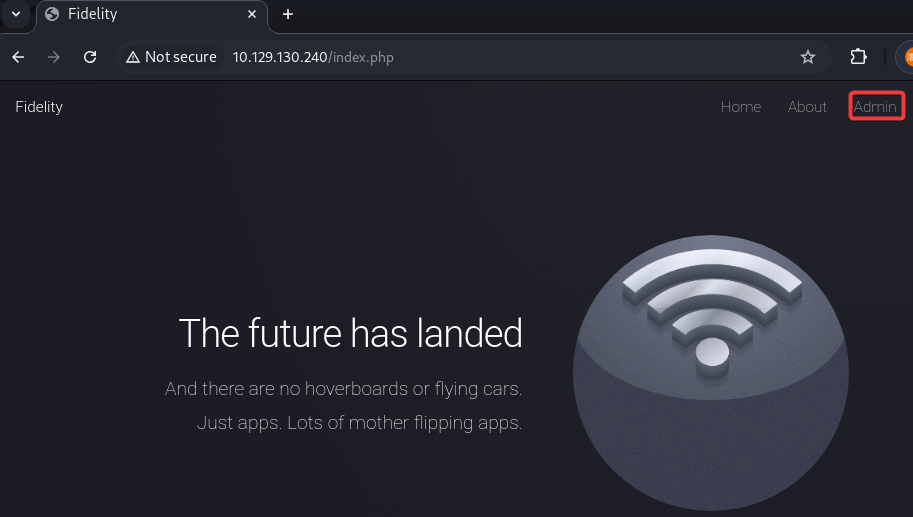 Fidelity
Not secure 10.129.130.240/index.php
Fidelity Home About Admin
The future has landed
And there are no hoverboards or flying cars.
Just apps. Lots of mother flipping apps.